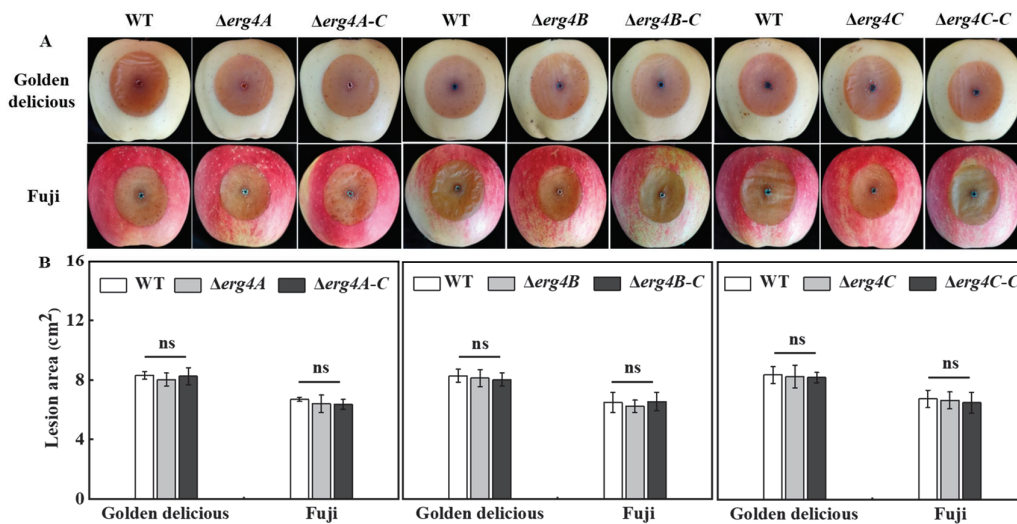 WT Δerg4A Δerg4A-C WT Δerg4B Δerg4B-C WT Δerg4C Δerg4C-C
A
Golden
delicious
Fuji
B
16
WT Δerg4A Δerg4A-C WT Δerg4B Δerg4B-C WT Δerg4C Δerg4C-C
12
ns ns ns ns ns ns
8
4
0
Lesion area (cm²)
Golden delicious Fuji Golden delicious Fuji Golden delicious Fuji